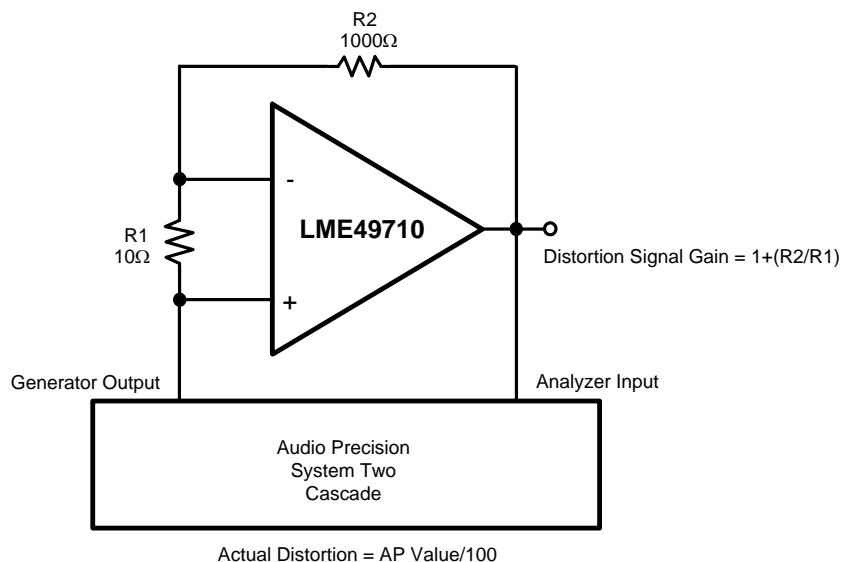 R2
1000Ω
-
LME49710
R1
10Ω
+
Distortion Signal Gain = 1+(R2/R1)
Generator Output
Analyzer Input
Audio Precision
System Two
Cascade
Actual Distortion = AP Value/100